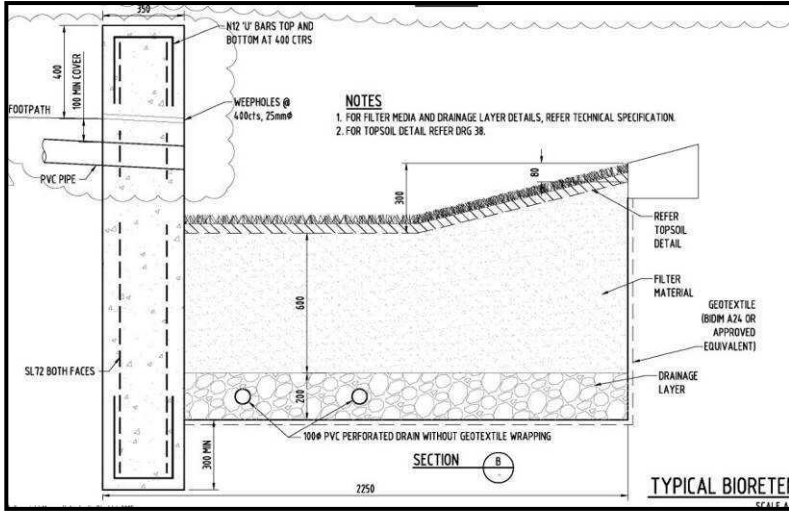 350
N12 'U' BARS TOP AND
BOTTOM AT 400 CTRS
400
100 MIN COVER
FOOTPATH
WEEPHOLES @
400cts, 25mmϕ
PVC PIPE
NOTES
1. FOR FILTER MEDIA AND DRAINAGE LAYER DETAILS, REFER TECHNICAL SPECIFICATION.
2. FOR TOPSOIL DETAIL REFER DRG 38.
80
300
REFER
TOPSOIL
DETAIL
600
FILTER
MATERIAL
GEOTEXTILE
(BIDIM A24 OR
APPROVED
EQUIVALENT)
SL72 BOTH FACES
200
DRAINAGE
LAYER
100ϕ PVC PERFORATED DRAIN WITHOUT GEOTEXTILE WRAPPING
300 MIN
SECTION B
-
2250
TYPICAL BIORETE